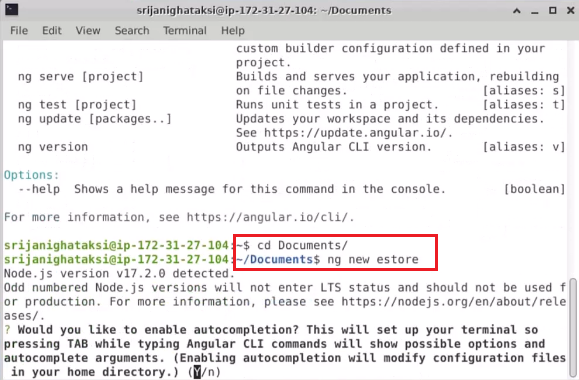 srijanighataksi@ip-172-31-27-104: ~/Documents
File Edit View Search Terminal Help
custom builder configuration defined in your
project.
ng serve [project] Builds and serves your application, rebuilding
on file changes. [aliases: s]
ng test [project] Runs unit tests in a project. [aliases: t]
ng update [packages..] Updates your workspace and its dependencies.
See https://update.angular.io/.
ng version Outputs Angular CLI version. [aliases: v]
Options:
--help Shows a help message for this command in the console. [boolean]
For more information, see https://angular.io/cli/.
srijanighataksi@ip-172-31-27-104:~$ cd Documents/
srijanighataksi@ip-172-31-27-104:~/Documents$ ng new estore
Node.js version v17.2.0 detected.
Odd numbered Node.js versions will not enter LTS status and should not be used f
or production. For more information, please see https://nodejs.org/en/about/rele
ases/.
? Would you like to enable autocompletion? This will set up your terminal so
pressing TAB while typing Angular CLI commands will show possible options and
autocomplete arguments. (Enabling autocompletion will modify configuration files
in your home directory.) (Y/n)